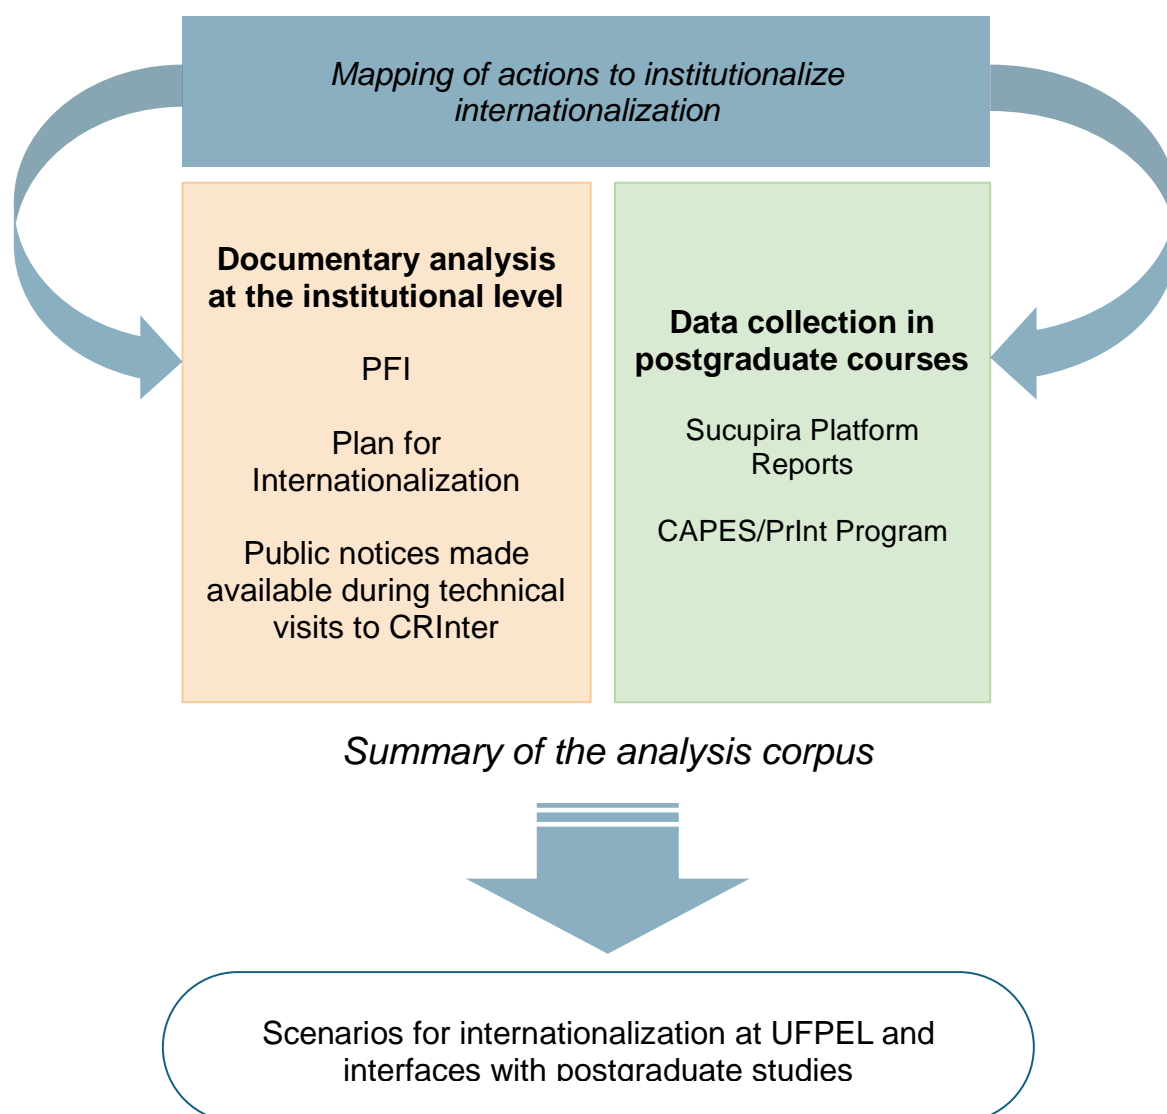 Mapping of actions to institutionalize
internationalization
Documentary analysis
at the institutional level
PFI
Plan for
Internationalization
Public notices made
available during technical
visits to CRInter
Data collection in
postgraduate courses
Sucupira Platform
Reports
CAPES/PrInt Program
Summary of the analysis corpus
Scenarios for internationalization at UFPEL and
interfaces with postgraduate studies